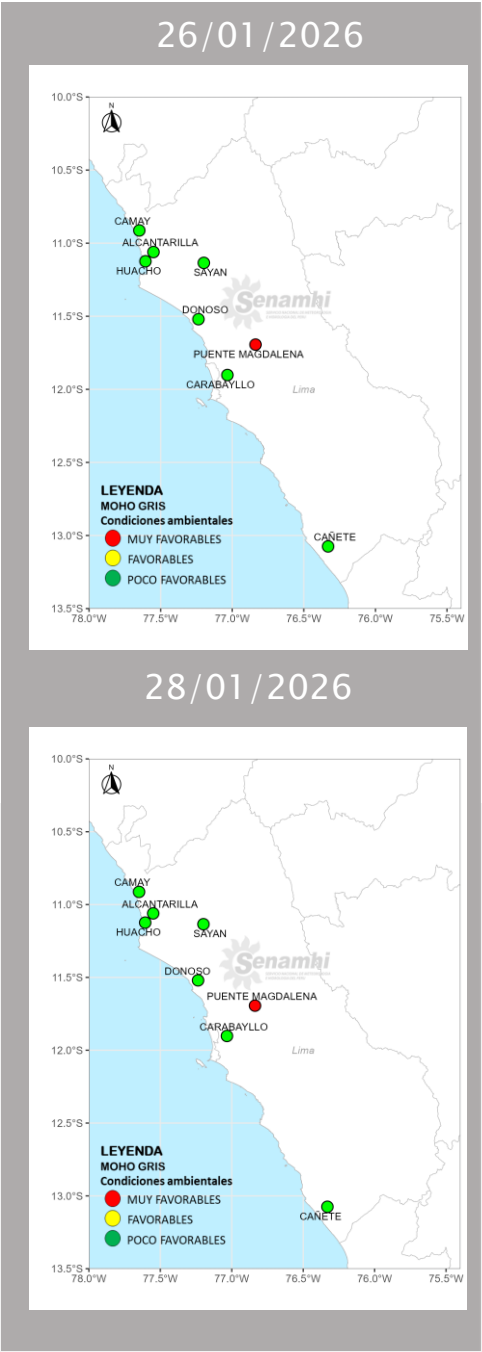 26/01/2026
10.0°S
N
10.5°S
CAMAY
11.0°S
ALCANTARILLA
HUACHO
SAYAN
Senamhi
11.5°S
DONOSO
PUENTE MAGDALENA
12.0°S
CARABAYLLO
Lima
12.5°S
LEYENDA
MOHO GRIS
Condiciones ambientales
13.0°S
MUY FAVORABLES
CAÑETE
FAVORABLES
POCO FAVORABLES
13.5°S
78.0°W 77.5°W 77.0°W 76.5°W 76.0°W 75.5°W
28/01/2026
10.0°S
N
10.5°S
CAMAY
11.0°S
ALCANTARILLA
HUACHO
SAYAN
Senamhi
11.5°S
DONOSO
PUENTE MAGDALENA
CARABAYLLO
12.0°S
Lima
12.5°S
LEYENDA
MOHO GRIS
Condiciones ambientales
13.0°S
MUY FAVORABLES
CAÑETE
FAVORABLES
POCO FAVORABLES
13.5°S
78.0°W 77.5°W 77.0°W 76.5°W 76.0°W 75.5°W